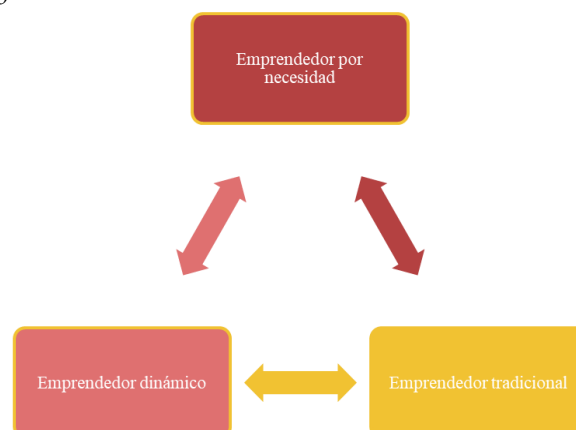 Emprendedor por
necesidad
Emprendedor dinámico
Emprendedor tradicional